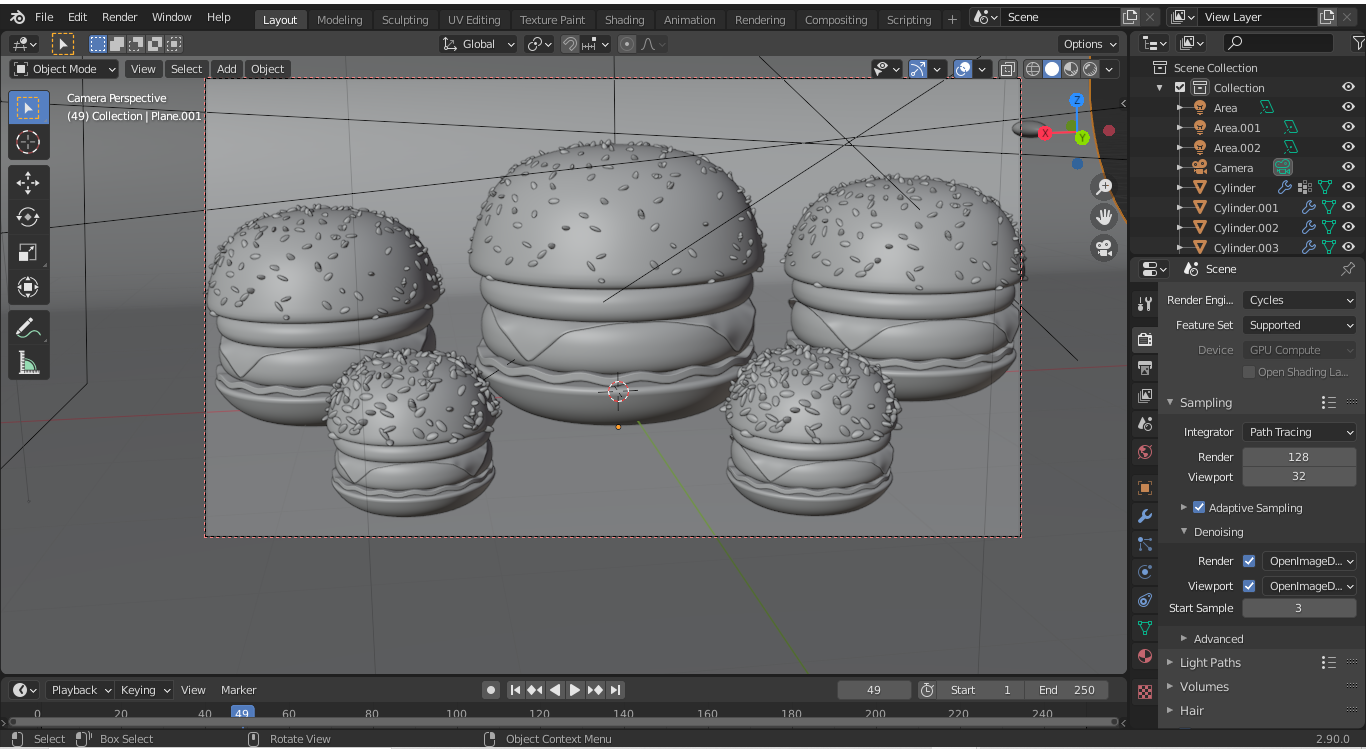 File Edit Render Window Help Layout Modeling Sculpting UV Editing Texture Paint Shading Animation Rendering Compositing Scripting + Scene View Layer
Global Options
Object Mode View Select Add Object
Camera Perspective
(49) Collection | Plane.001
Z
X
Y
Scene Collection
Collection
Area
Area.001
Area.002
Camera
Cylinder
Cylinder.001
Cylinder.002
Cylinder.003
Scene
Render Engi... Cycles
Feature Set Supported
Device GPU Compute
Open Shading La...
Sampling
Integrator Path Tracing
Render 128
Viewport 32
Adaptive Sampling
Denoising
Render OpenImageD...
Viewport OpenImageD...
Start Sample 3
Advanced
Light Paths
Volumes
Hair
Playback Keying View Marker 49 Start 1 End 250
0 20 40 49 60 80 100 120 140 160 180 200 220 240
Select Box Select Rotate View Object Context Menu 2.90.0